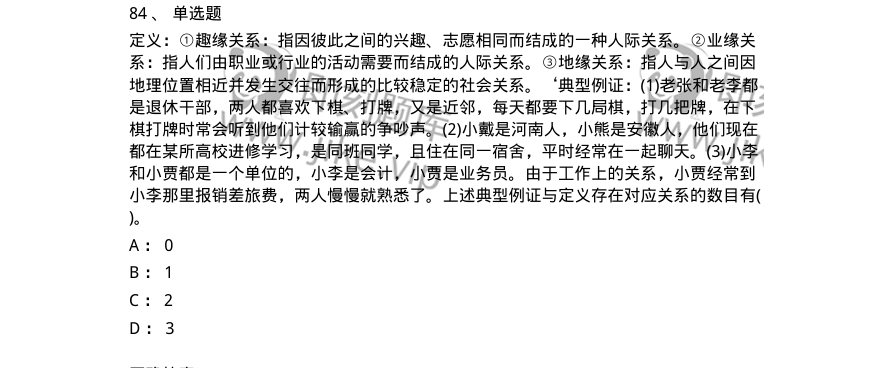 84 、 单选题
定义：①趣缘关系：指因彼此之间的兴趣、志愿相同而结成的一种人际关系。②业缘关
系：指人们由职业或行业的活动需要而结成的人际关系。③地缘关系：指人与人之间因
地理位置相近并发生交往而形成的比较稳定的社会关系。‘典型例证：(1)老张和老李都
是退休干部，两人都喜欢下棋、打牌，又是近邻，每天都要下几局棋，打几把牌，在下
棋打牌时常会听到他们计较输赢的争吵声。(2)小戴是河南人，小熊是安徽人，他们现在
都在某所高校进修学习，是同班同学，且住在同一宿舍，平时经常在一起聊天。(3)小李
和小贾都是一个单位的，小李是会计，小贾是业务员。由于工作上的关系，小贾经常到
小李那里报销差旅费，两人慢慢就熟悉了。上述典型例证与定义存在对应关系的数目有(
)。
A： 0
B： 1
C： 2
D： 3